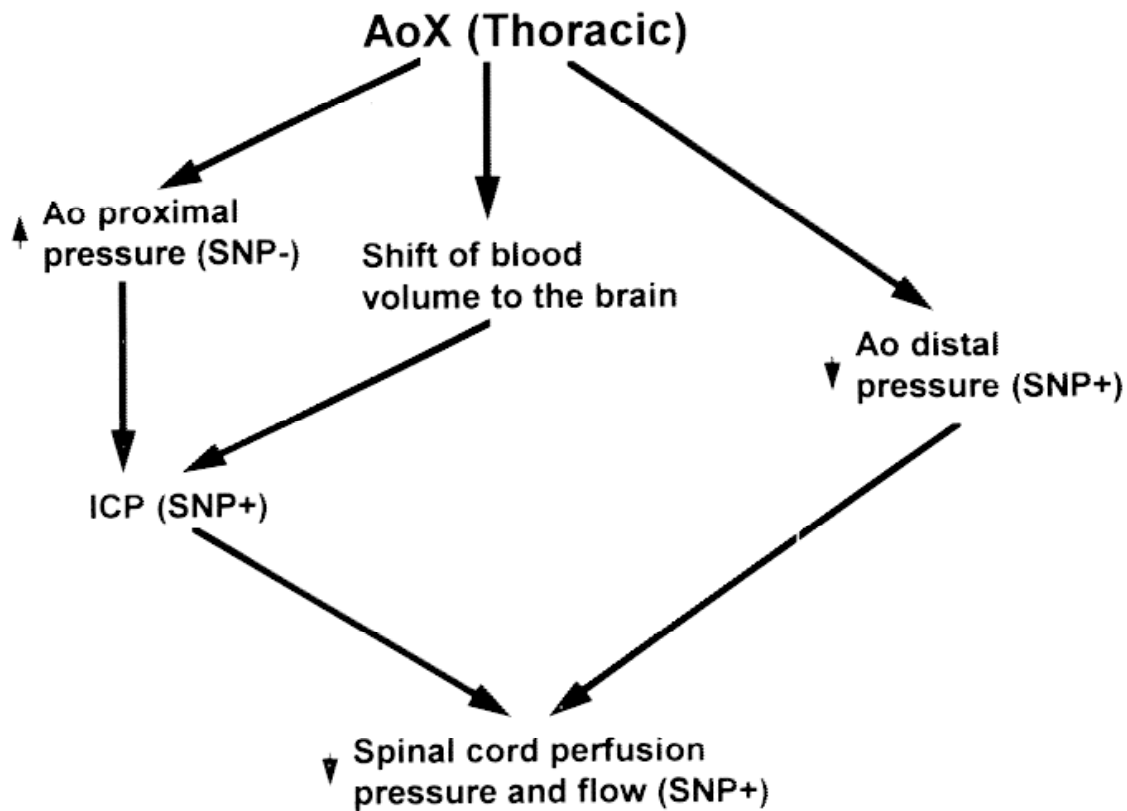 AoX (Thoracic)
Ao proximal
pressure (SNP-)
Shift of blood
volume to the brain
Ao distal
pressure (SNP+)
ICP (SNP+)
Spinal cord perfusion
pressure and flow (SNP+)